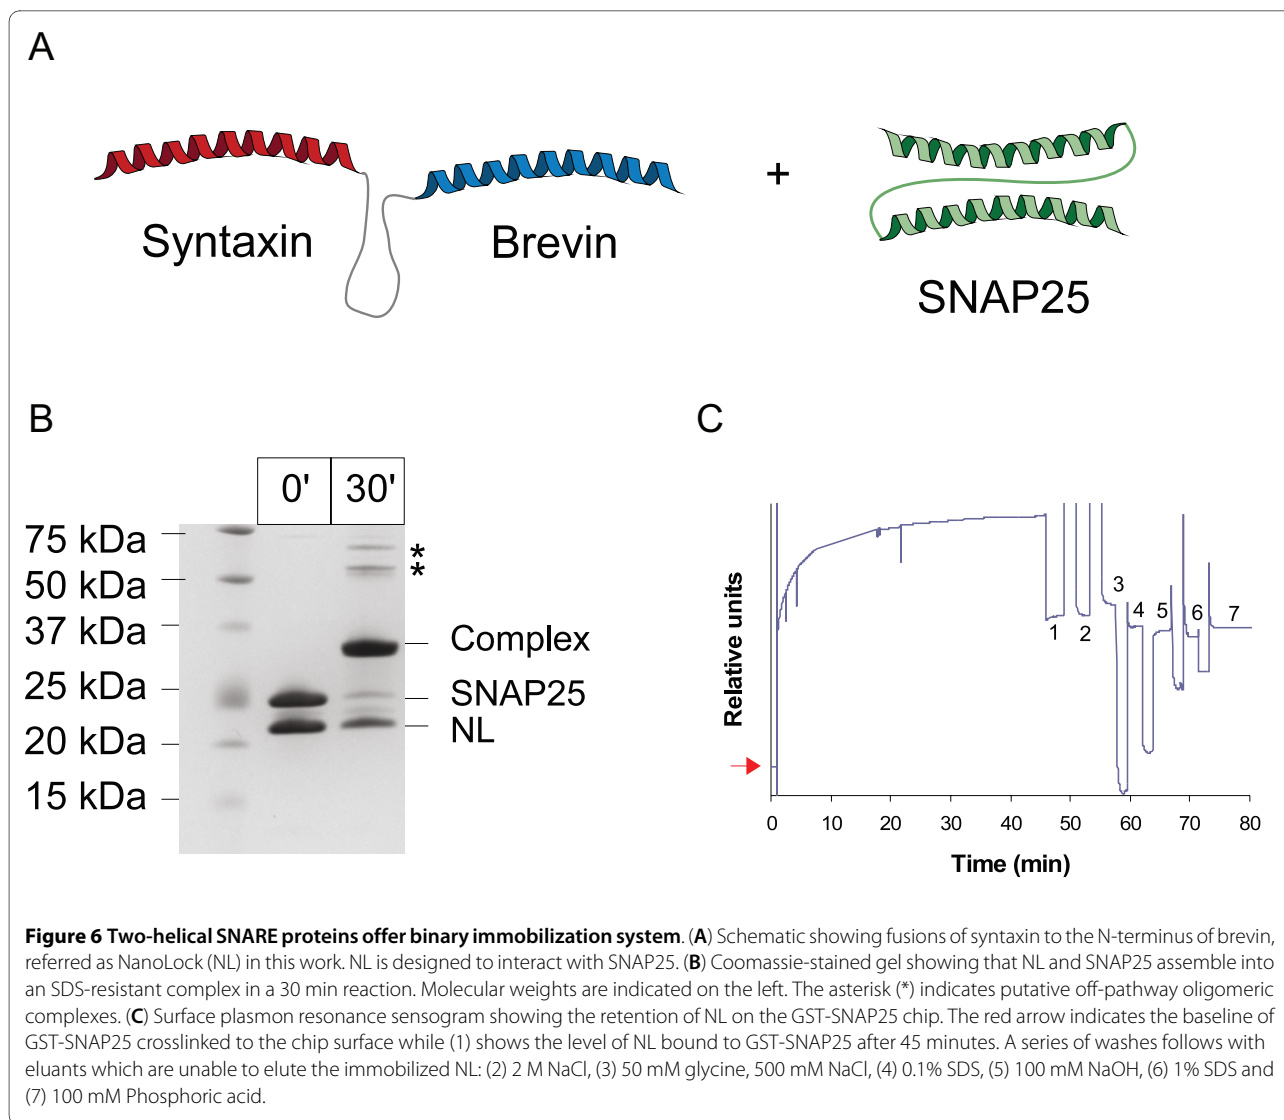 A
Syntaxin
Brevin
+
SNAP25
B
0'
30'
75 kDa
50 kDa
37 kDa
25 kDa
20 kDa
15 kDa
*
*
Complex
SNAP25
NL
C
Relative units
1
2
3
4
5
6
7
0
10
20
30
40
50
60
70
80
Time (min)
Figure 6 Two-helical SNARE proteins offer binary immobilization system. (A) Schematic showing fusions of syntaxin to the N-terminus of brevin,
referred as NanoLock (NL) in this work. NL is designed to interact with SNAP25. (B) Coomassie-stained gel showing that NL and SNAP25 assemble into
an SDS-resistant complex in a 30 min reaction. Molecular weights are indicated on the left. The asterisk (*) indicates putative off-pathway oligomeric
complexes. (C) Surface plasmon resonance sensogram showing the retention of NL on the GST-SNAP25 chip. The red arrow indicates the baseline of
GST-SNAP25 crosslinked to the chip surface while (1) shows the level of NL bound to GST-SNAP25 after 45 minutes. A series of washes follows with
eluants which are unable to elute the immobilized NL: (2) 2 M NaCl, (3) 50 mM glycine, 500 mM NaCl, (4) 0.1% SDS, (5) 100 mM NaOH, (6) 1% SDS and
(7) 100 mM Phosphoric acid.